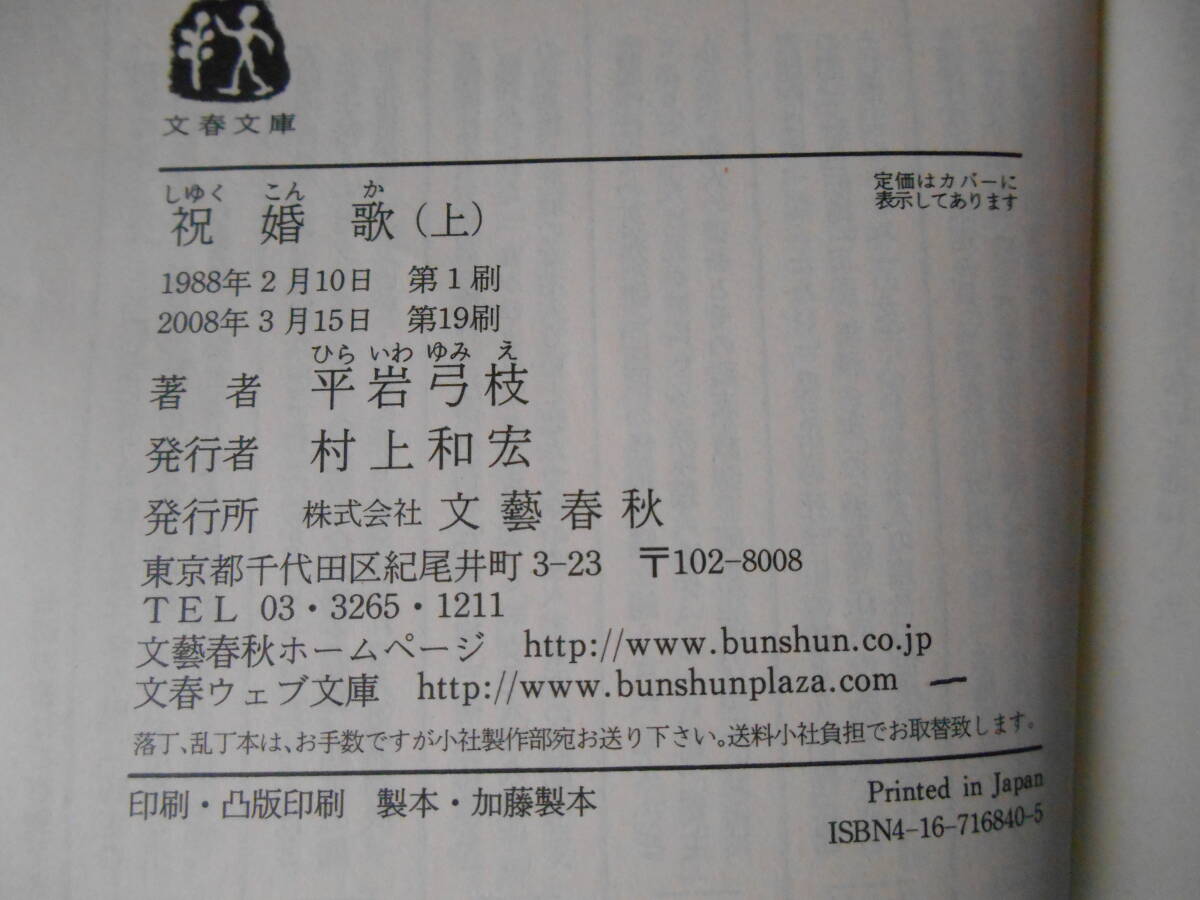 文春文庫
定価はカバーに
表示してあります
しゆく こん か
祝婚歌(上)
1988年2月10日 第1刷
2008年3月15日 第19刷
ひら いわ ゆみ え
著者 平岩弓枝
発行者 村上和宏
発行所 株式会社 文藝春秋
東京都千代田区紀尾井町3-23 〒102-8008
TEL 03・3265・1211
文藝春秋ホームページ http://www.bunshun.co.jp
文春ウェブ文庫 http://www.bunshunplaza.com
落丁、乱丁本は、お手数ですが小社製作部宛お送り下さい。送料小社負担でお取替致します。
印刷・凸版印刷 製本・加藤製本
Printed in Japan
ISBN4-16-716840-5